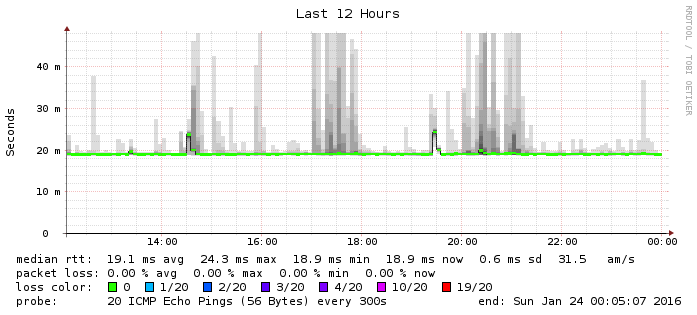 Last 12 Hours
RRDTOOL / TOBI OETIKER
Seconds
40 m
30 m
20 m
10 m
0
14:00 16:00 18:00 20:00 22:00 00:00
median rtt: 19.1 ms avg 24.3 ms max 18.9 ms min 18.9 ms now 0.6 ms sd 31.5 am/s
packet loss: 0.00 % avg 0.00 % max 0.00 % min 0.00 % now
loss color: 0 1/20 2/20 3/20 4/20 10/20 19/20
probe: 20 ICMP Echo Pings (56 Bytes) every 300s end: Sun Jan 24 00:05:07 2016